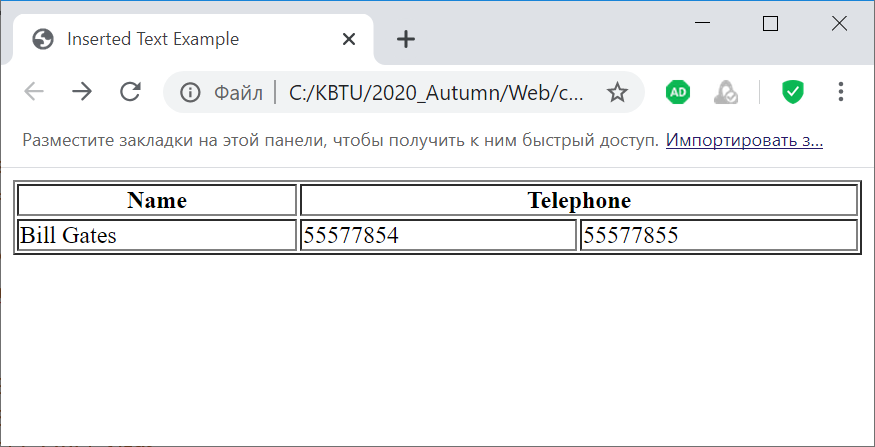 Inserted Text Example
Файл | C:/KBTU/2020_Autumn/Web/c... AD
Разместите закладки на этой панели, чтобы получить к ним быстрый доступ. Импортировать з...
Name Telephone
Bill Gates 55577854 55577855